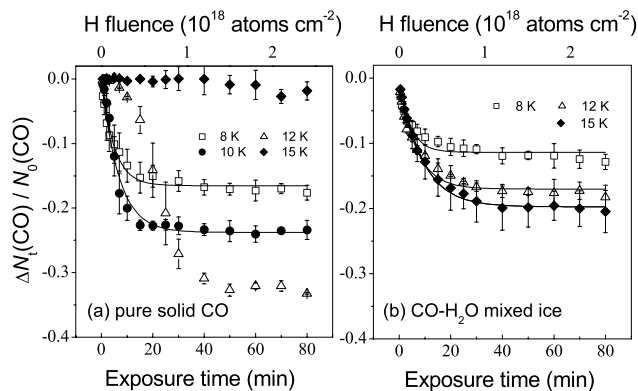 H fluence (10¹⁸ atoms cm⁻²)
0 1 2
ΔNₜ(CO) / N₀(CO)
0.0
-0.1
-0.2
-0.3
-0.4
8 K 12 K 15 K
10 K
(a) pure solid CO
0 20 40 60 80
Exposure time (min)
H fluence (10¹⁸ atoms cm⁻²)
0 1 2
0.0
-0.1
-0.2
-0.3
-0.4
8 K 12 K
15 K
(b) CO-H₂O mixed ice
0 20 40 60 80
Exposure time (min)